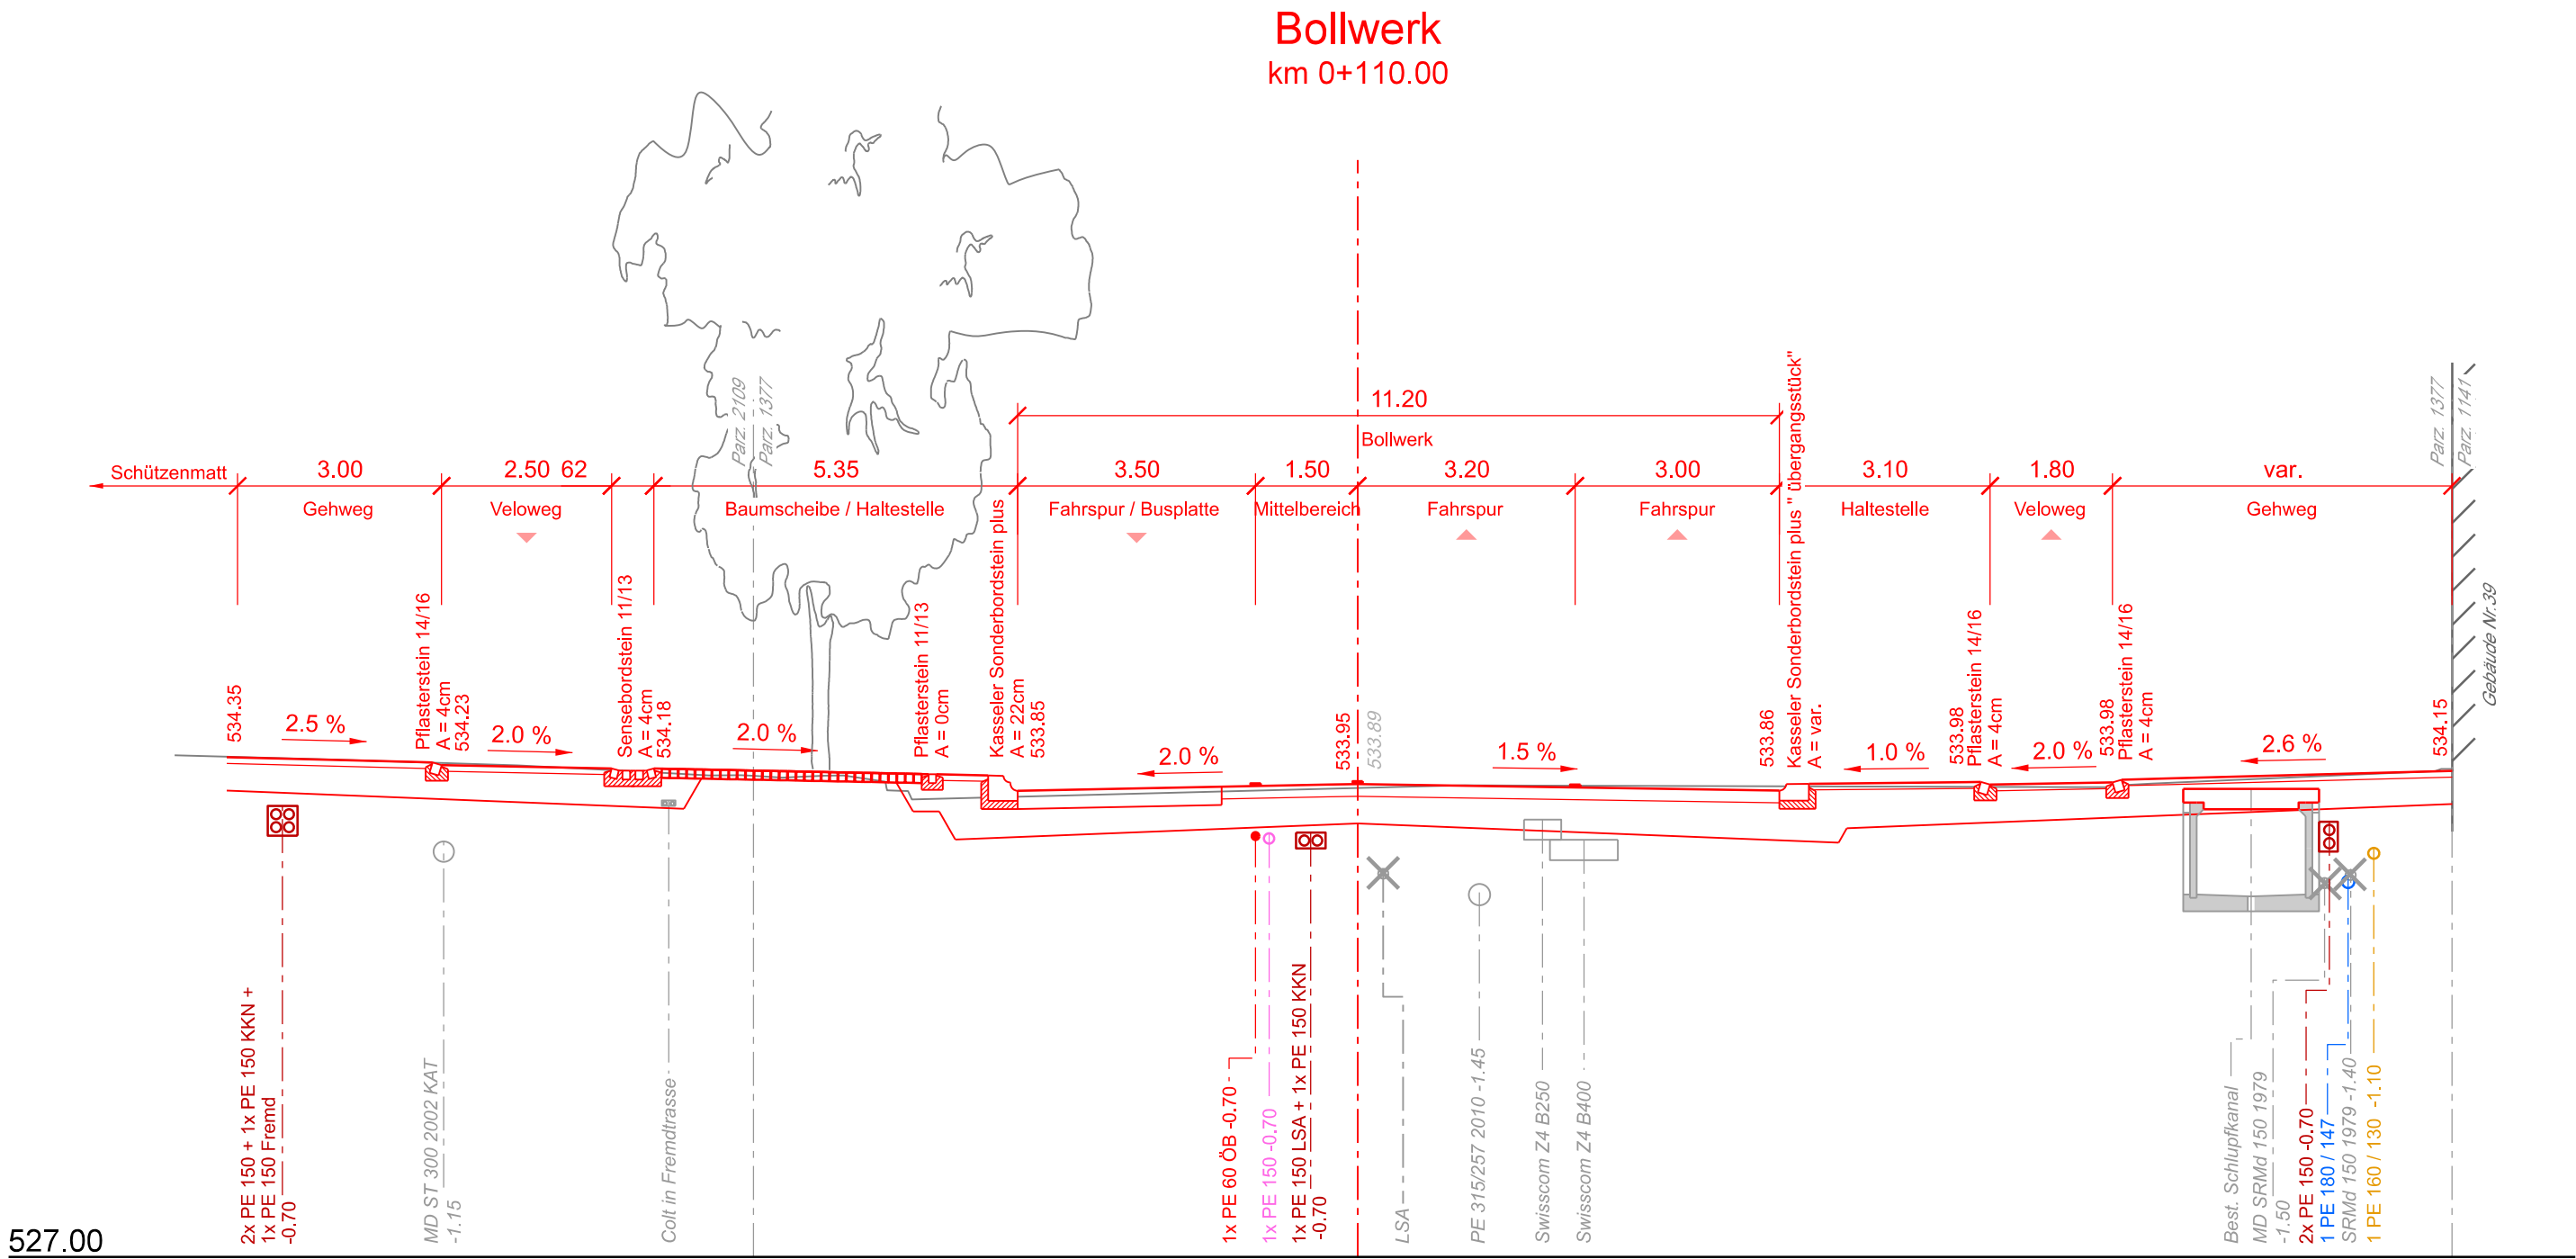 Bollwerk
km 0+110.00
Parz. 2109
Parz. 1377
Parz. 1377
Parz. 1141
11.20
Bollwerk
Schützenmatt
3.00
2.50
62
5.35
3.50
1.50
3.20
3.00
3.10
1.80
var.
Gehweg
Veloweg
Baumscheibe / Haltestelle
Fahrspur / Busplatte
Mittelbereich
Fahrspur
Fahrspur
Haltestelle
Veloweg
Gehweg
534.35
Pflasterstein 14/16
A = 4cm
534.23
Sensebordstein 11/13
A = 4cm
534.18
Pflasterstein 11/13
A = 0cm
Kasseler Sonderbordstein plus
A = 22cm
533.85
533.95
533.89
533.86
Kasseler Sonderbordstein plus " übergangsstück"
A = var.
533.98
Pflasterstein 14/16
A = 4cm
533.98
Pflasterstein 14/16
A = 4cm
534.15
Gebäude Nr.39
2.5 %
2.0 %
2.0 %
2.0 %
1.5 %
1.0 %
2.0 %
2.6 %
2x PE 150 + 1x PE 150 KKN +
1x PE 150 Fremd
-0.70
MD ST 300 2002 KAT
-1.15
Colt in Fremdtrasse
1x PE 60 ÖB -0.70
1x PE 150 -0.70
1x PE 150 LSA + 1x PE 150 KKN
-0.70
LSA
PE 315/257 2010 -1.45
Swisscom Z4 B250
Swisscom Z4 B400
Best. Schlupfkanal
MD SRMd 150 1979
-1.50
2x PE 150 -0.70
1 PE 180 / 147
SRMd 150 1979 -1.40
1 PE 160 / 130 -1.10
527.00